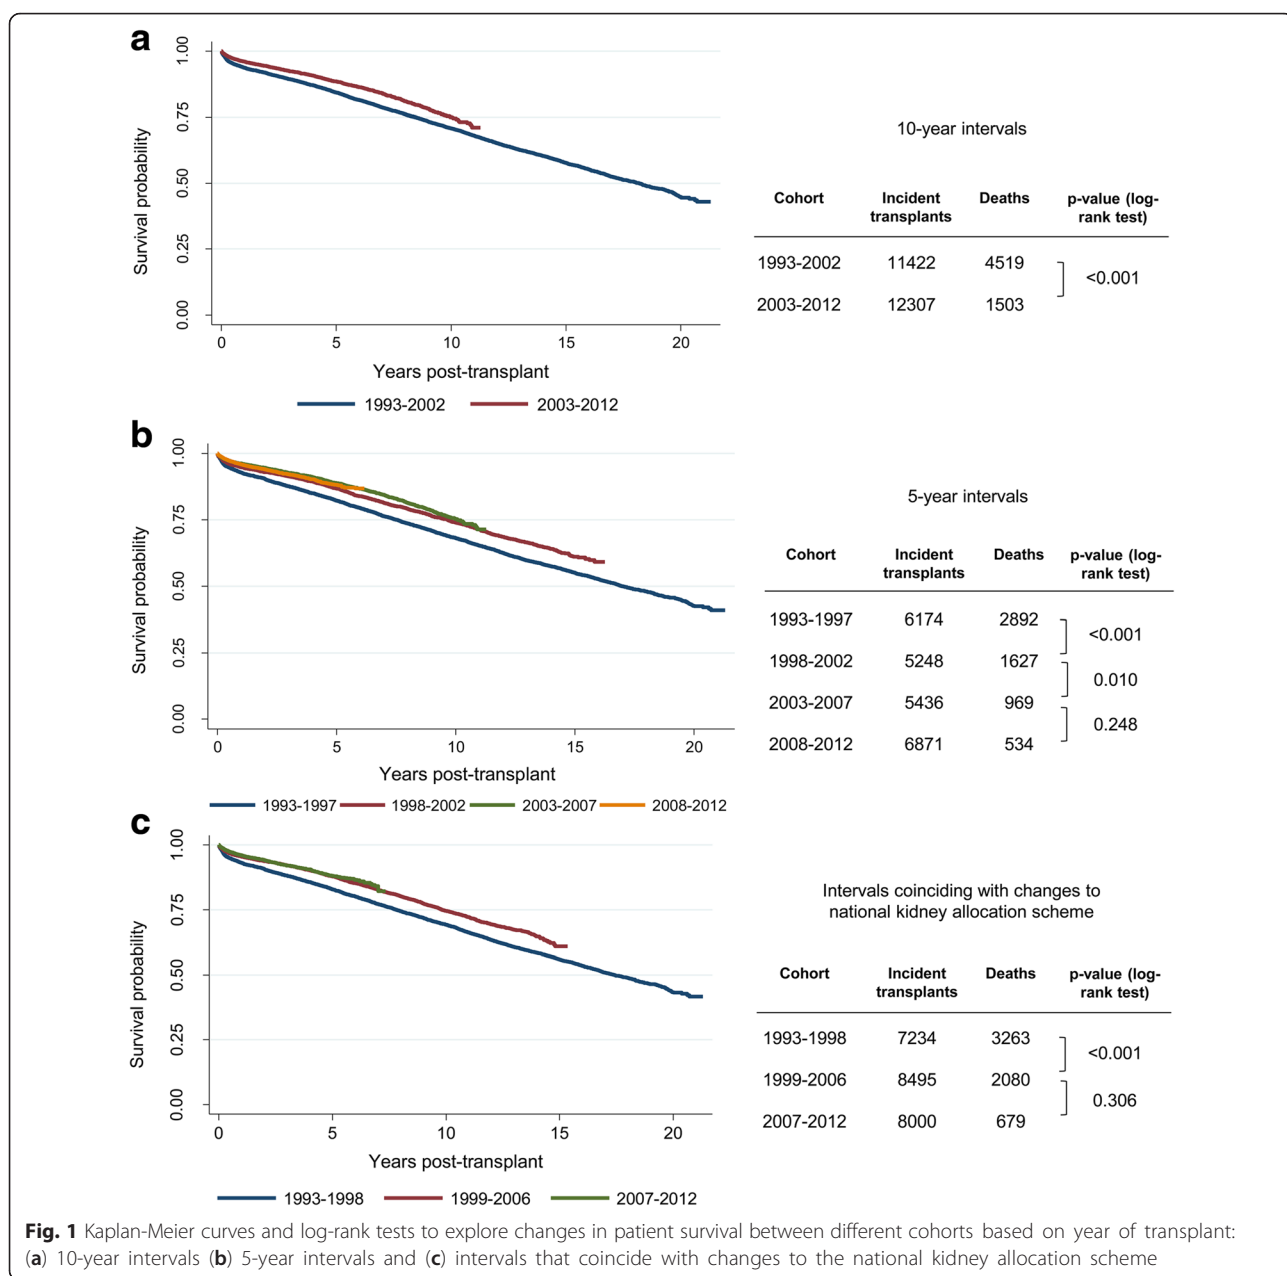 a
1.00
0.75
0.50
0.25
0.00
Survival probability
0 5 10 15 20
Years post-transplant
1993-2002 2003-2012
10-year intervals
Cohort Incident transplants Deaths p-value (log-rank test)
1993-2002 11422 4519
<0.001
2003-2012 12307 1503
b
1.00
0.75
0.50
0.25
0.00
Survival probability
0 5 10 15 20
Years post-transplant
1993-1997 1998-2002 2003-2007 2008-2012
5-year intervals
Cohort Incident transplants Deaths p-value (log-rank test)
1993-1997 6174 2892
<0.001
1998-2002 5248 1627
0.010
2003-2007 5436 969
0.248
2008-2012 6871 534
c
1.00
0.75
0.50
0.25
0.00
Survival probability
0 5 10 15 20
Years post-transplant
1993-1998 1999-2006 2007-2012
Intervals coinciding with changes to
national kidney allocation scheme
Cohort Incident transplants Deaths p-value (log-rank test)
1993-1998 7234 3263
<0.001
1999-2006 8495 2080
0.306
2007-2012 8000 679
Fig. 1 Kaplan-Meier curves and log-rank tests to explore changes in patient survival between different cohorts based on year of transplant:
(a) 10-year intervals (b) 5-year intervals and (c) intervals that coincide with changes to the national kidney allocation scheme